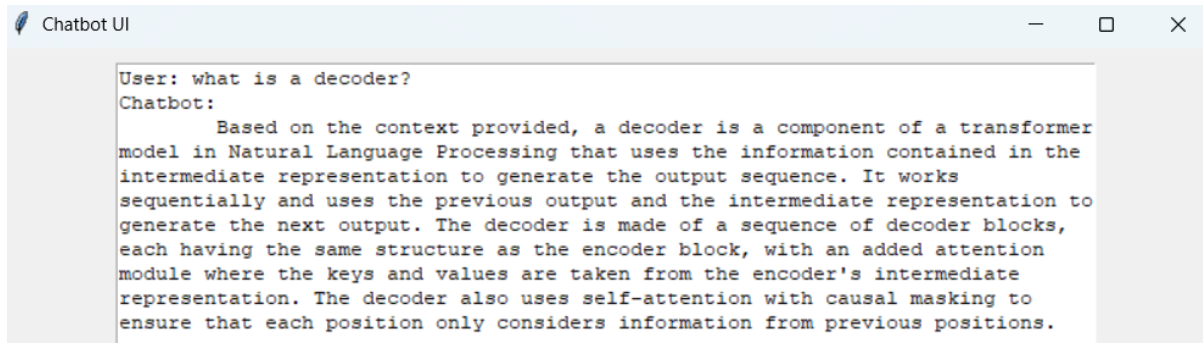 Chatbot UI
User: what is a decoder?
Chatbot:
Based on the context provided, a decoder is a component of a transformer
model in Natural Language Processing that uses the information contained in the
intermediate representation to generate the output sequence. It works
sequentially and uses the previous output and the intermediate representation to
generate the next output. The decoder is made of a sequence of decoder blocks,
each having the same structure as the encoder block, with an added attention
module where the keys and values are taken from the encoder's intermediate
representation. The decoder also uses self-attention with causal masking to
ensure that each position only considers information from previous positions.